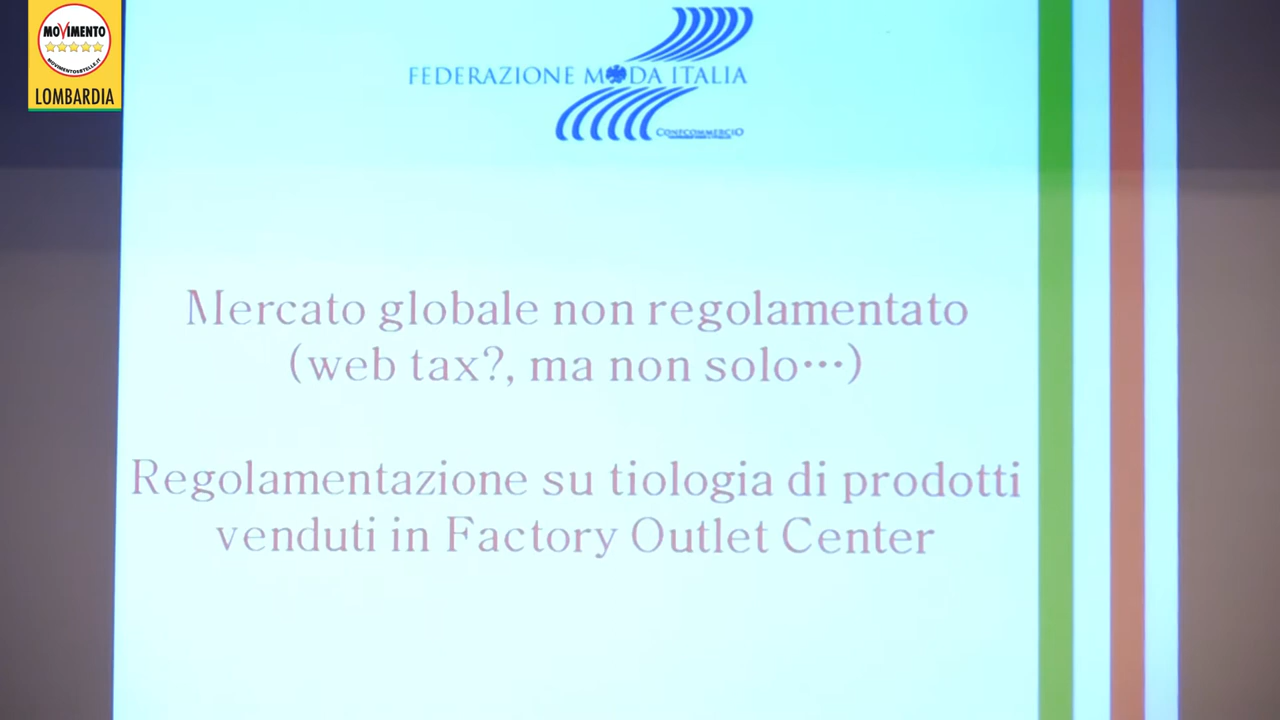 MOVIMENTO
MOVIMENTO5STELLE.IT
LOMBARDIA
FEDERAZIONE MODA ITALIA
CONFCOMMERCIO
Mercato globale non regolamentato
(web tax?, ma non solo…)
Regolamentazione su tiologia di prodotti
venduti in Factory Outlet Center